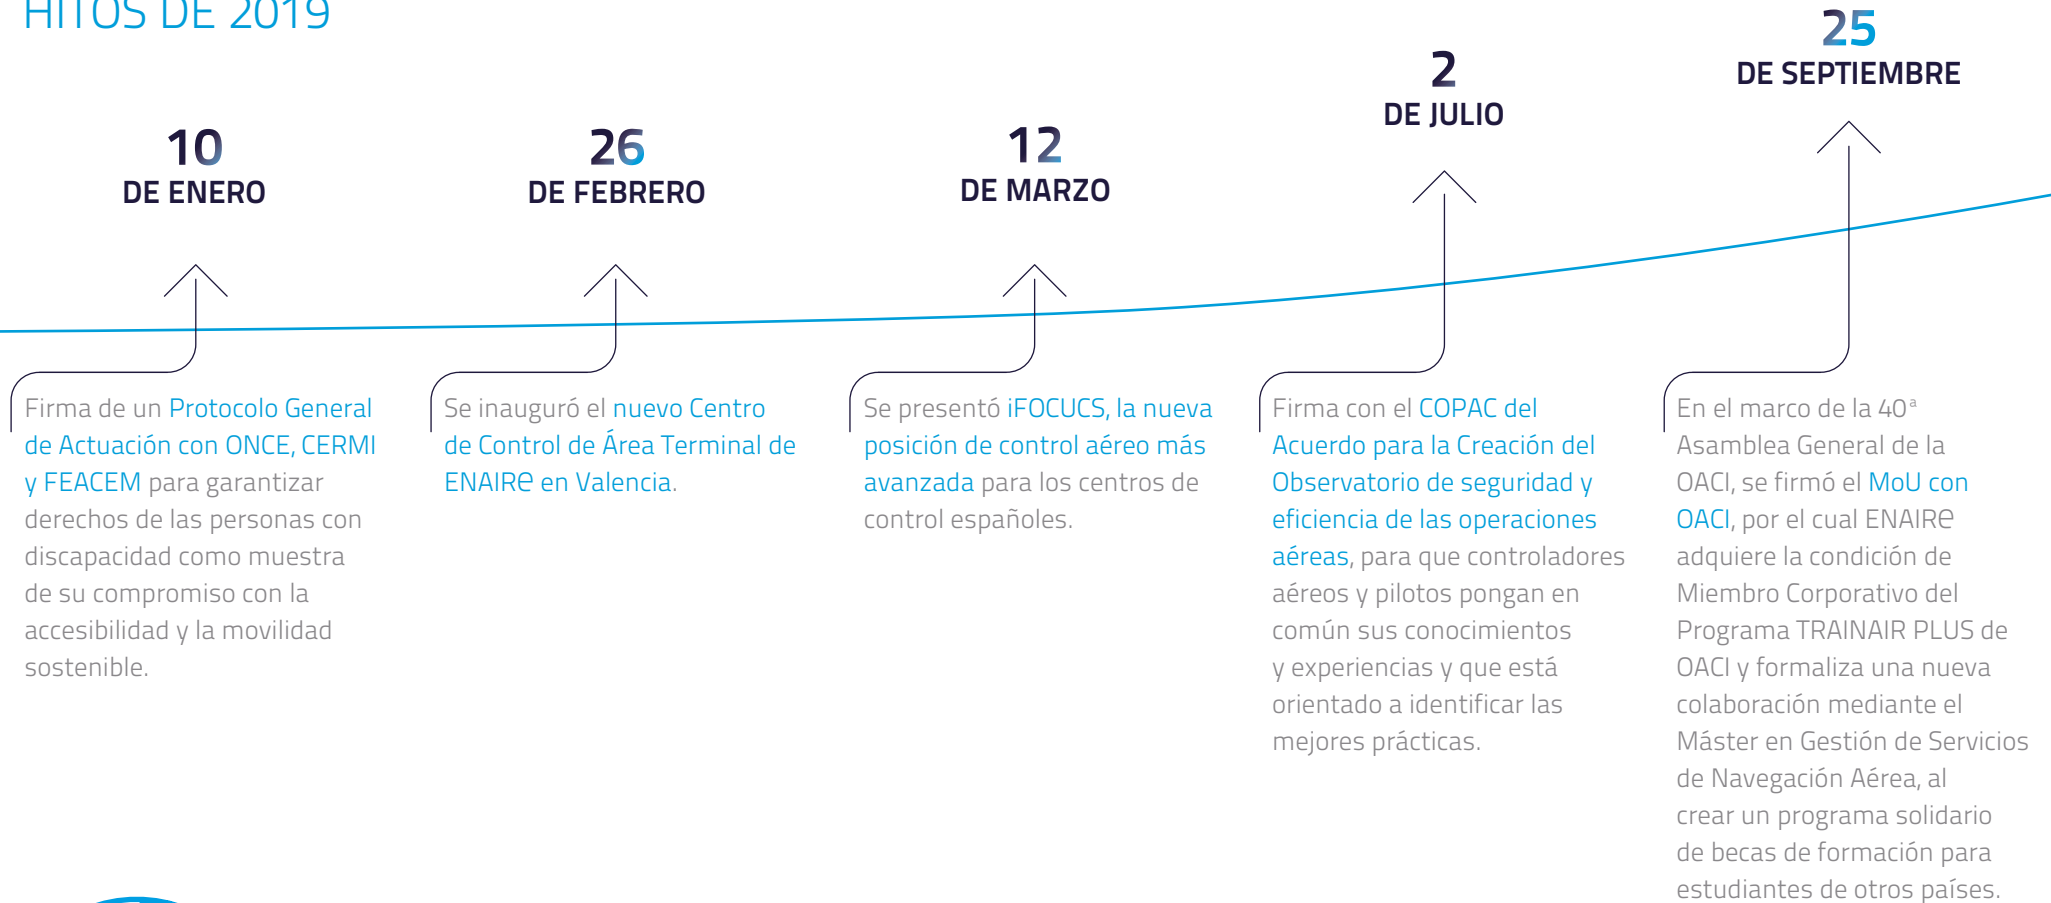 HITOS DE 2019
10
DE ENERO
Firma de un Protocolo General
de Actuación con ONCE, CERMI
y FEACEM para garantizar
derechos de las personas con
discapacidad como muestra
de su compromiso con la
accesibilidad y la movilidad
sostenible.
26
DE FEBRERO
Se inauguró el nuevo Centro
de Control de Área Terminal de
ENAIRe en Valencia.
12
DE MARZO
Se presentó iFOCUCS, la nueva
posición de control aéreo más
avanzada para los centros de
control españoles.
2
DE JULIO
Firma con el COPAC del
Acuerdo para la Creación del
Observatorio de seguridad y
eficiencia de las operaciones
aéreas, para que controladores
aéreos y pilotos pongan en
común sus conocimientos
y experiencias y que está
orientado a identificar las
mejores prácticas.
25
DE SEPTIEMBRE
En el marco de la 40ª
Asamblea General de la
OACI, se firmó el MoU con
OACI, por el cual ENAIRe
adquiere la condición de
Miembro Corporativo del
Programa TRAINAIR PLUS de
OACI y formaliza una nueva
colaboración mediante el
Máster en Gestión de Servicios
de Navegación Aérea, al
crear un programa solidario
de becas de formación para
estudiantes de otros países.